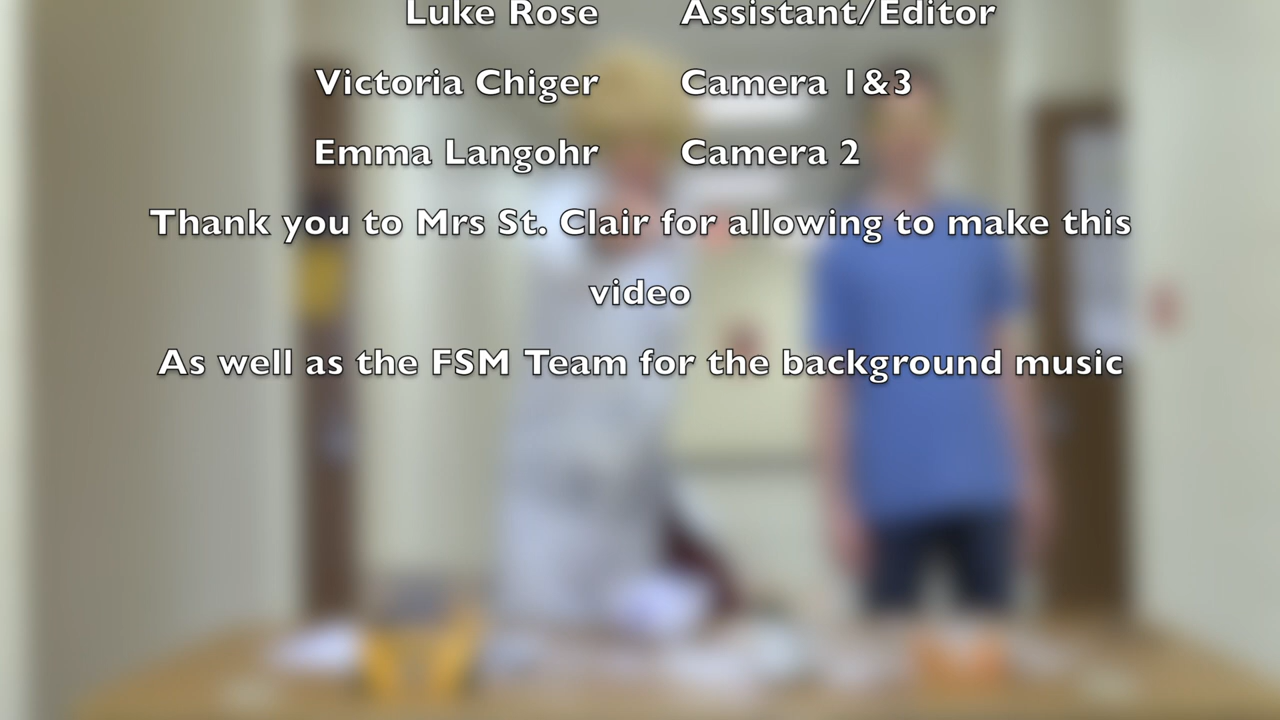 Luke Rose Assistant/Editor
Victoria Chiger Camera 1&3
Emma Langohr Camera 2
Thank you to Mrs St. Clair for allowing to make this
video
As well as the FSM Team for the background music